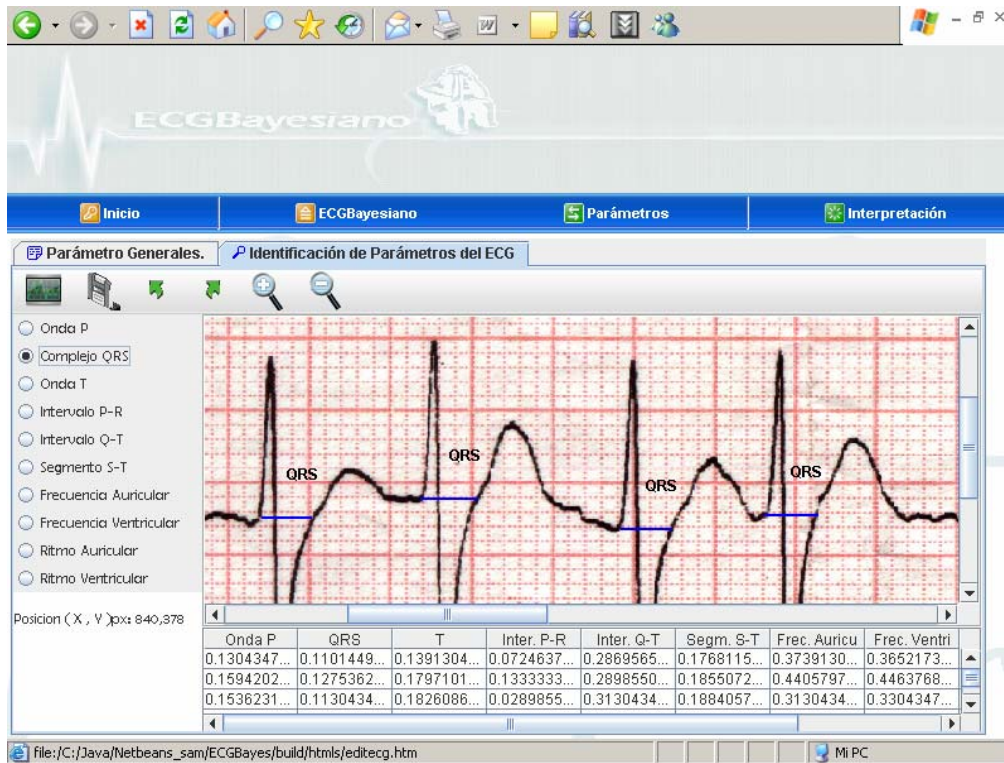 ECGBayesiano
Inicio
ECGBayesiano
Parámetros
Interpretación
Parámetro Generales.
Identificación de Parámetros del ECG
Onda P
Complejo QRS
Onda T
Intervalo P-R
Intervalo Q-T
Segmento S-T
Frecuencia Auricular
Frecuencia Ventricular
Ritmo Auricular
Ritmo Ventricular
Posicion ( X , Y )px: 840,378
QRS
QRS
QRS
QRS
Onda P QRS T Inter. P-R Inter. Q-T Segm. S-T Frec. Auricu Frec. Ventri
0.1304347... 0.1101449... 0.1391304... 0.0724637... 0.2869565... 0.1768115... 0.3739130... 0.3652173...
0.1594202... 0.1275362... 0.1797101... 0.1333333... 0.2898550... 0.1855072... 0.4405797... 0.4463768...
0.1536231... 0.1130434... 0.1826086... 0.0289855... 0.3130434... 0.1884057... 0.3130434... 0.3304347...
file:/C:/Java/Netbeans_sam/ECGBayes/build/htmls/editecg.htm
Mi PC